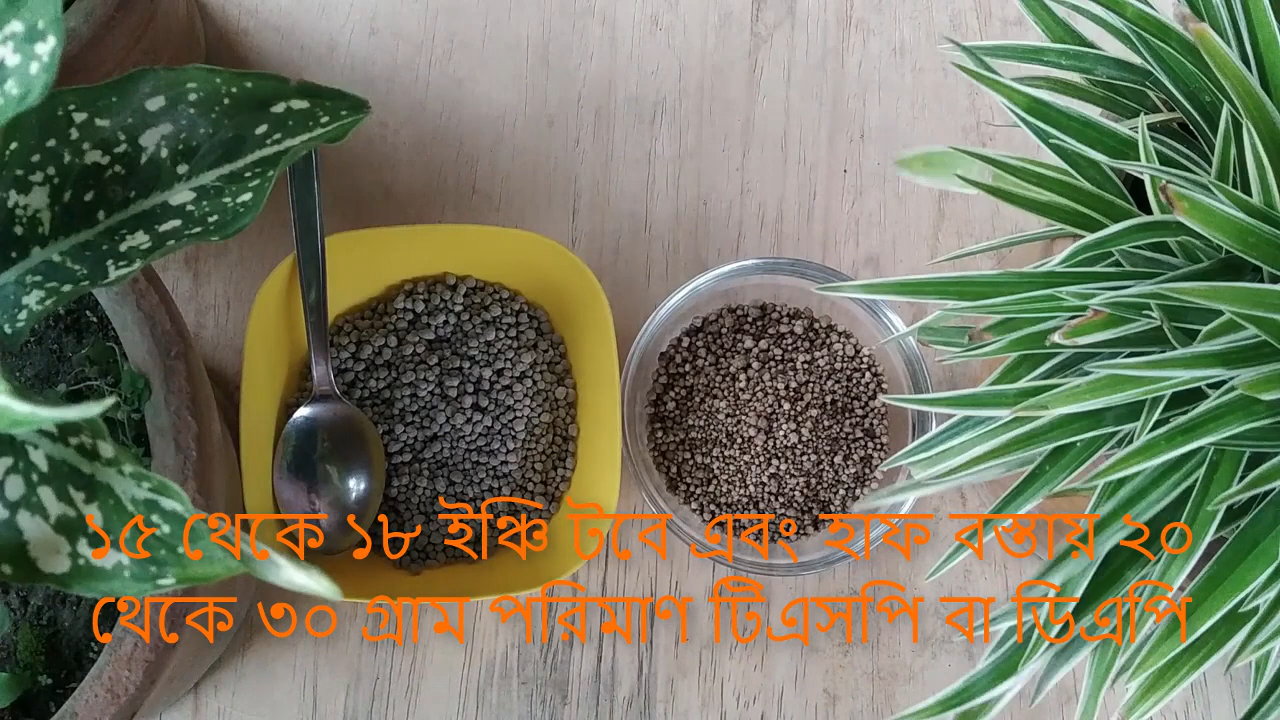 ১৫ থেকে ১৮ ইঞ্চি টবে এবং হাফ বস্তায় ২০
থেকে ৩০ গ্রাম পরিমাণ টিএসপি বা ডিএপি